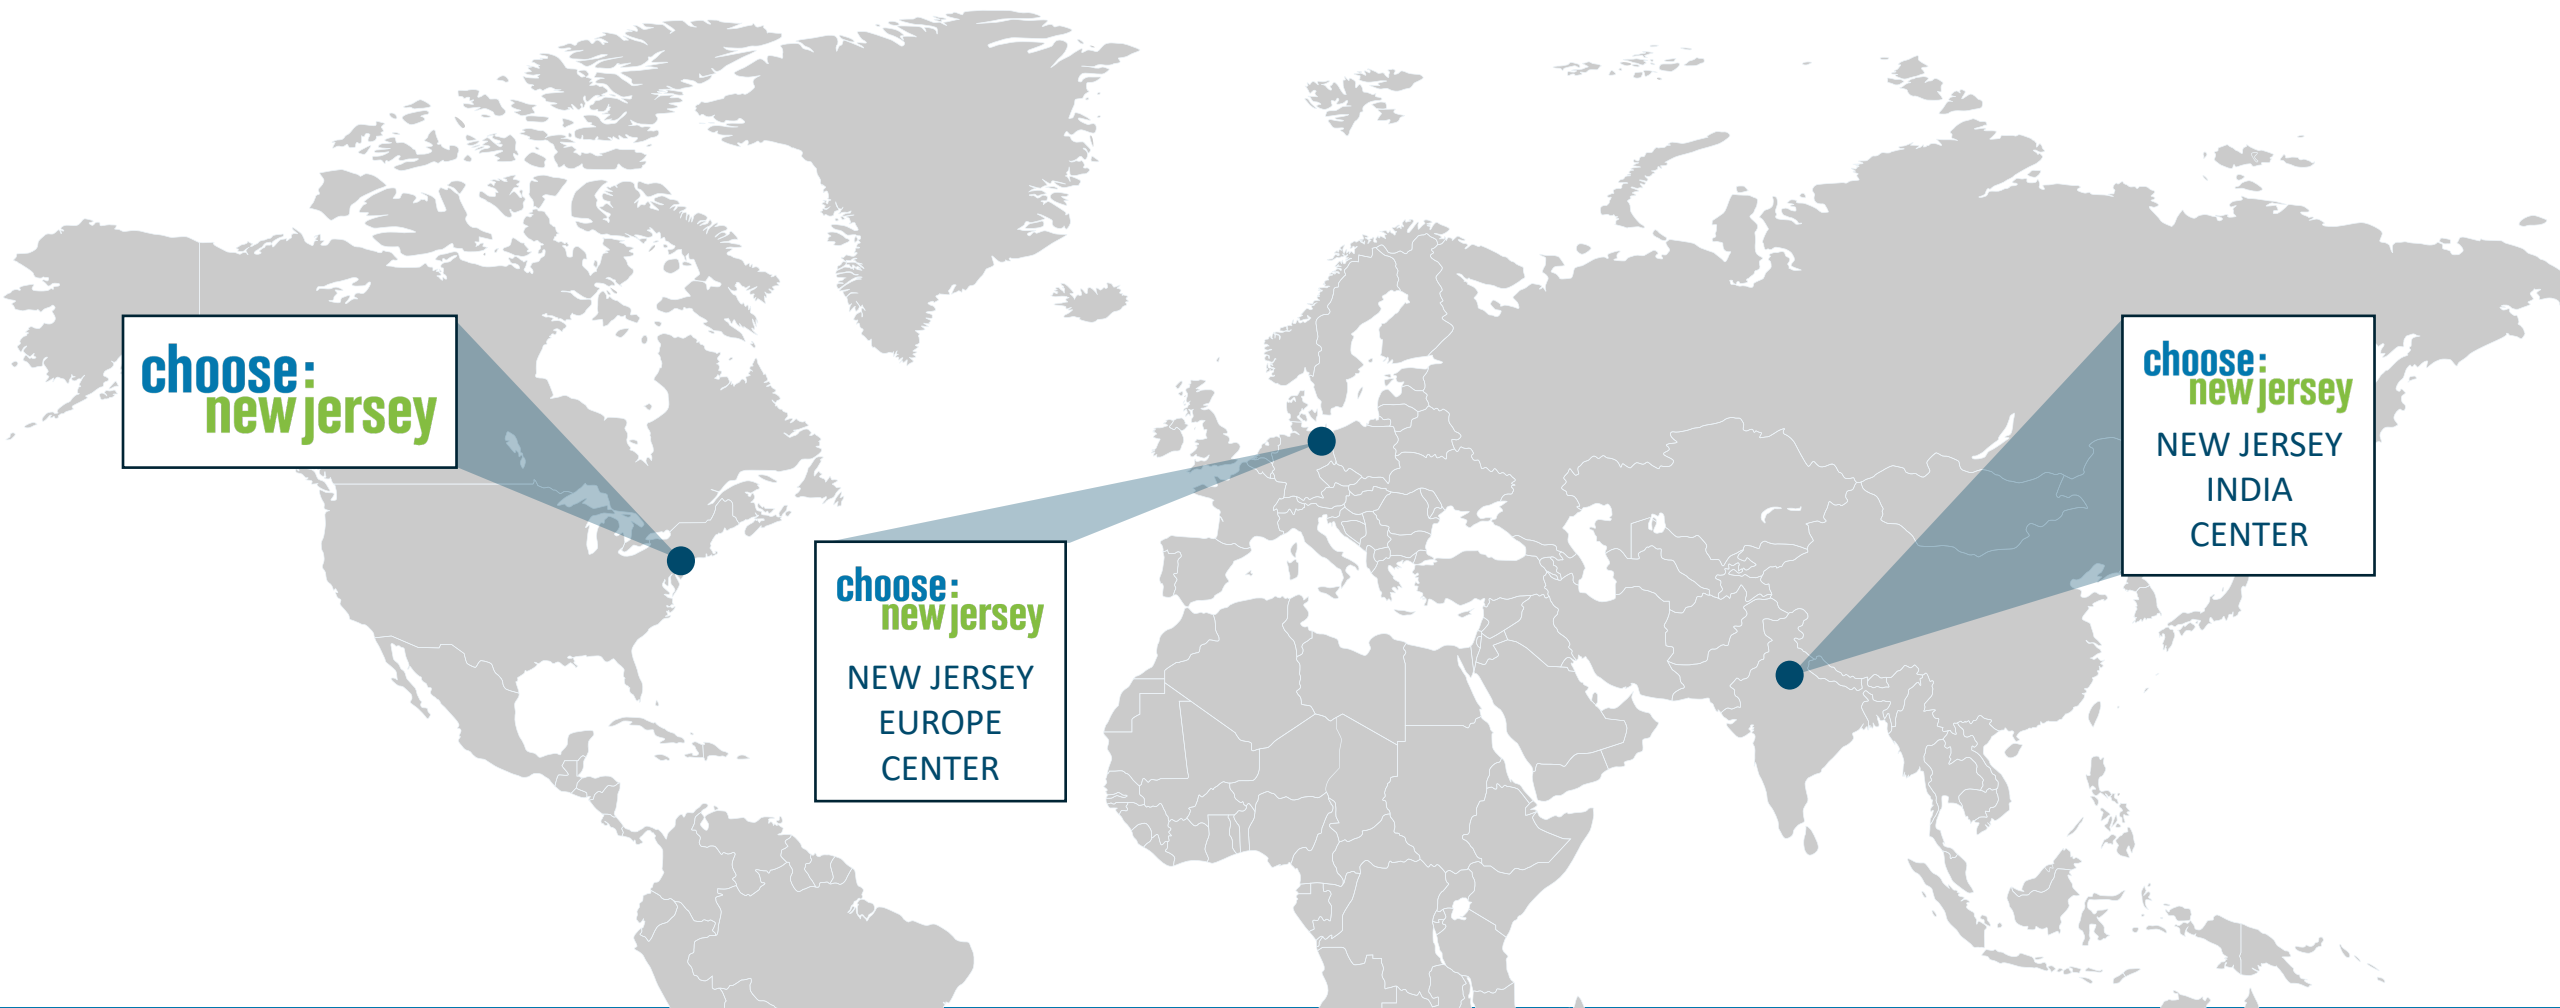 choose:
new jersey
choose:
new jersey
NEW JERSEY
EUROPE
CENTER
choose:
new jersey
NEW JERSEY
INDIA
CENTER